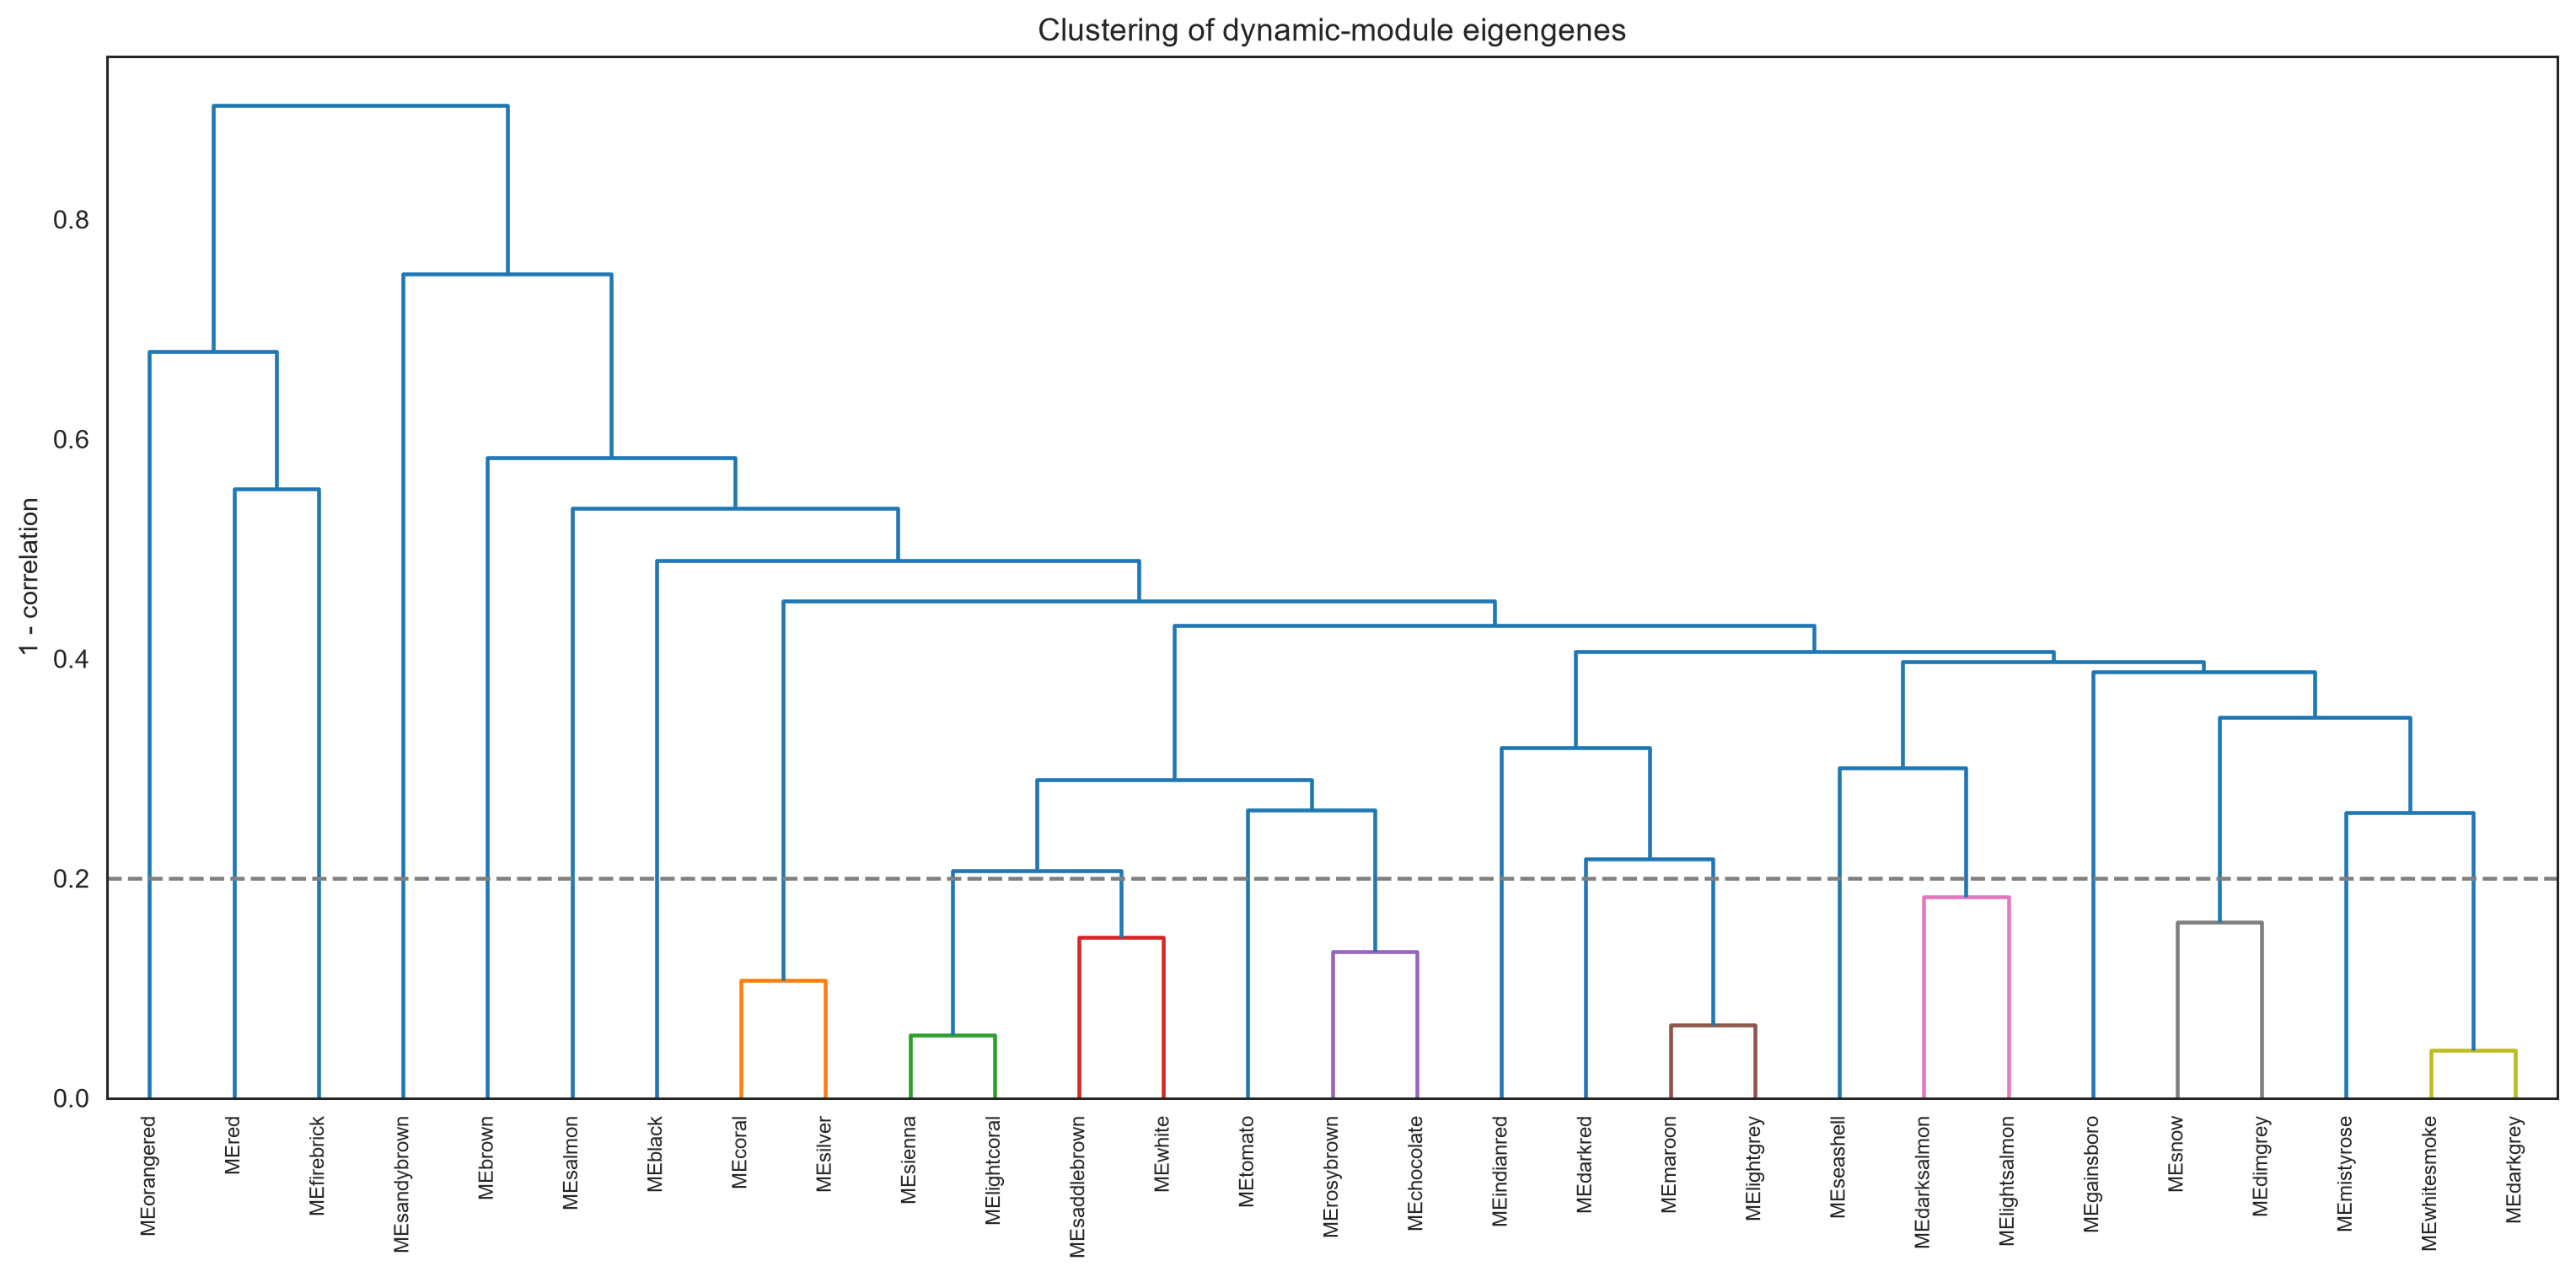 Clustering of dynamic-module eigengenes
1 - correlation
0.8
0.6
0.4
0.2
0.0
MEorangered
MEred
MEfirebrick
MEsandybrown
MEbrown
MEsalmon
MEblack
MEcoral
MEsilver
MEsienna
MElightcoral
MEsaddlebrown
MEwhite
MEtomato
MErosybrown
MEchocolate
MEindianred
MEdarkred
MEmaroon
MElightgrey
MEseashell
MEdarksalmon
MElightsalmon
MEgainsboro
MEsnow
MEdimgrey
MEmistyrose
MEwhitesmoke
MEdarkgrey